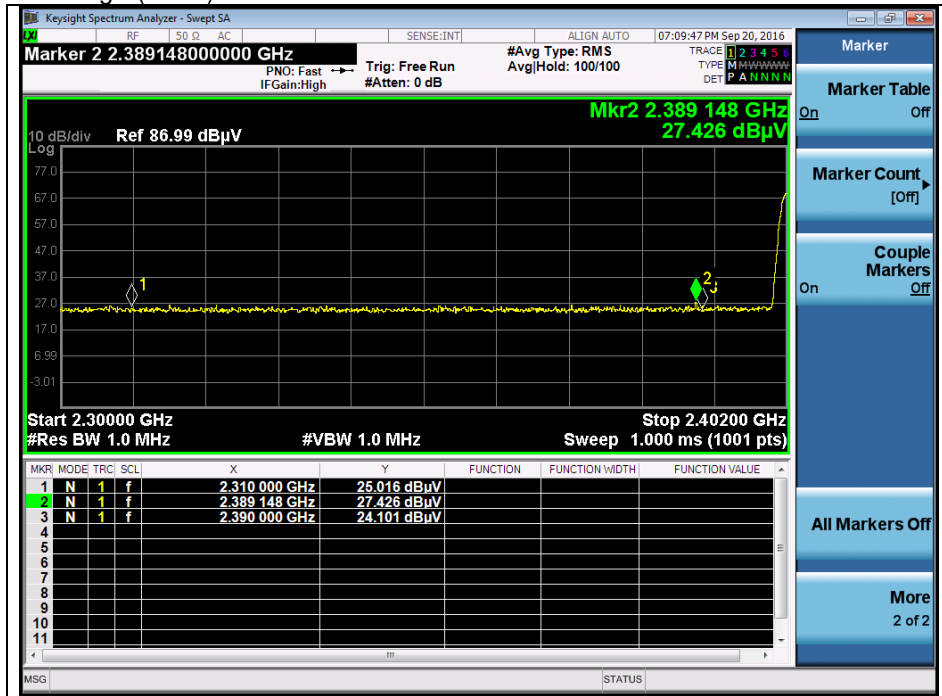 Keysight Spectrum Analyzer - Swept SA
LXI RF 50 Ω AC SENSE:INT ALIGN AUTO 07:09:47 PM Sep 20, 2016
Marker 2 2.389148000000 GHz
PNO: Fast
IFGain:High
Trig: Free Run
#Atten: 0 dB
#Avg Type: RMS
Avg|Hold: 100/100
TRACE 1 2 3 4 5 6
TYPE M M W W W W
DET P A N N N N
Mkr2 2.389 148 GHz
27.426 dBµV
10 dB/div Ref 86.99 dBµV
Log
77.0
67.0
57.0
47.0
37.0
27.0
17.0
6.99
-3.01
1
2
3
Start 2.30000 GHz Stop 2.40200 GHz
#Res BW 1.0 MHz #VBW 1.0 MHz Sweep 1.000 ms (1001 pts)
MKR MODE TRC SCL X Y FUNCTION FUNCTION WIDTH FUNCTION VALUE
1 N 1 f 2.310 000 GHz 25.016 dBµV
2 N 1 f 2.389 148 GHz 27.426 dBµV
3 N 1 f 2.390 000 GHz 24.101 dBµV
4
5
6
7
8
9
10
11
MSG STATUS
Marker
Marker Table
On Off
Marker Count
[Off]
Couple
Markers
On Off
All Markers Off
More
2 of 2